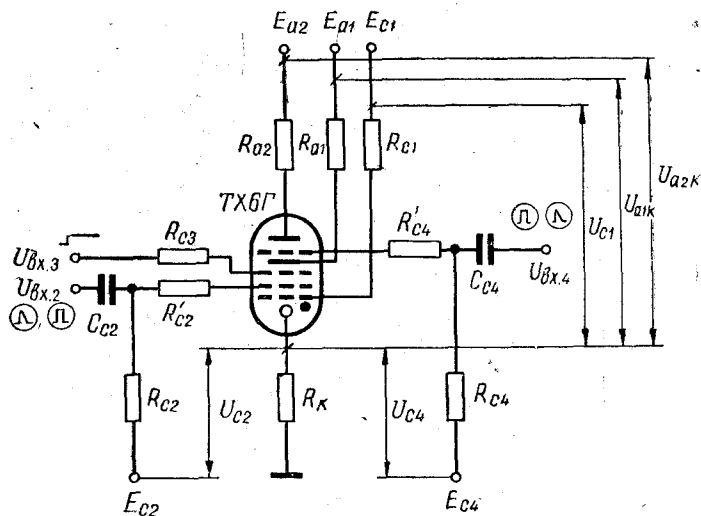 Ea2 Ea1 Ec1
Ra2 Ra1 Rc1
Ua2к
Ua1к
Uc1
ТХ6Г
Rc3
R'c4
Uвх.3
Uвх.2
Cc2
R'c2
Cc4
Uвх.4
Rc2
Uc2
Rк
Uc4
Rc4
Ec2
Ec4